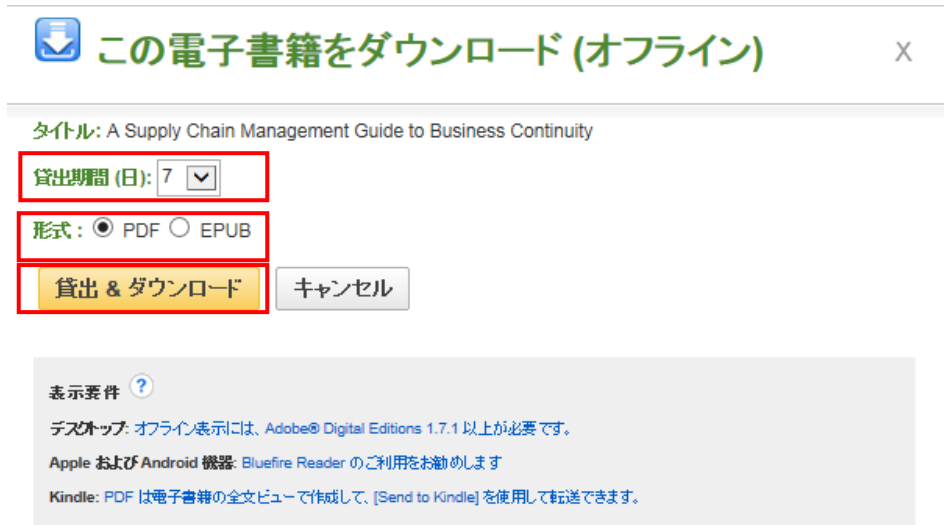 この電子書籍をダウンロード (オフライン)
X
タイトル: A Supply Chain Management Guide to Business Continuity
貸出期間 (日): 7
形式 : PDF EPUB
貸出 & ダウンロード キャンセル
表示要件 ?
デスクトップ: オフライン表示には、Adobe® Digital Editions 1.7.1 以上が必要です。
Apple および Android 機器: Bluefire Reader のご利用をお勧めします
Kindle: PDF は電子書籍の全文ビューで作成して、[Send to Kindle] を使用して転送できます。